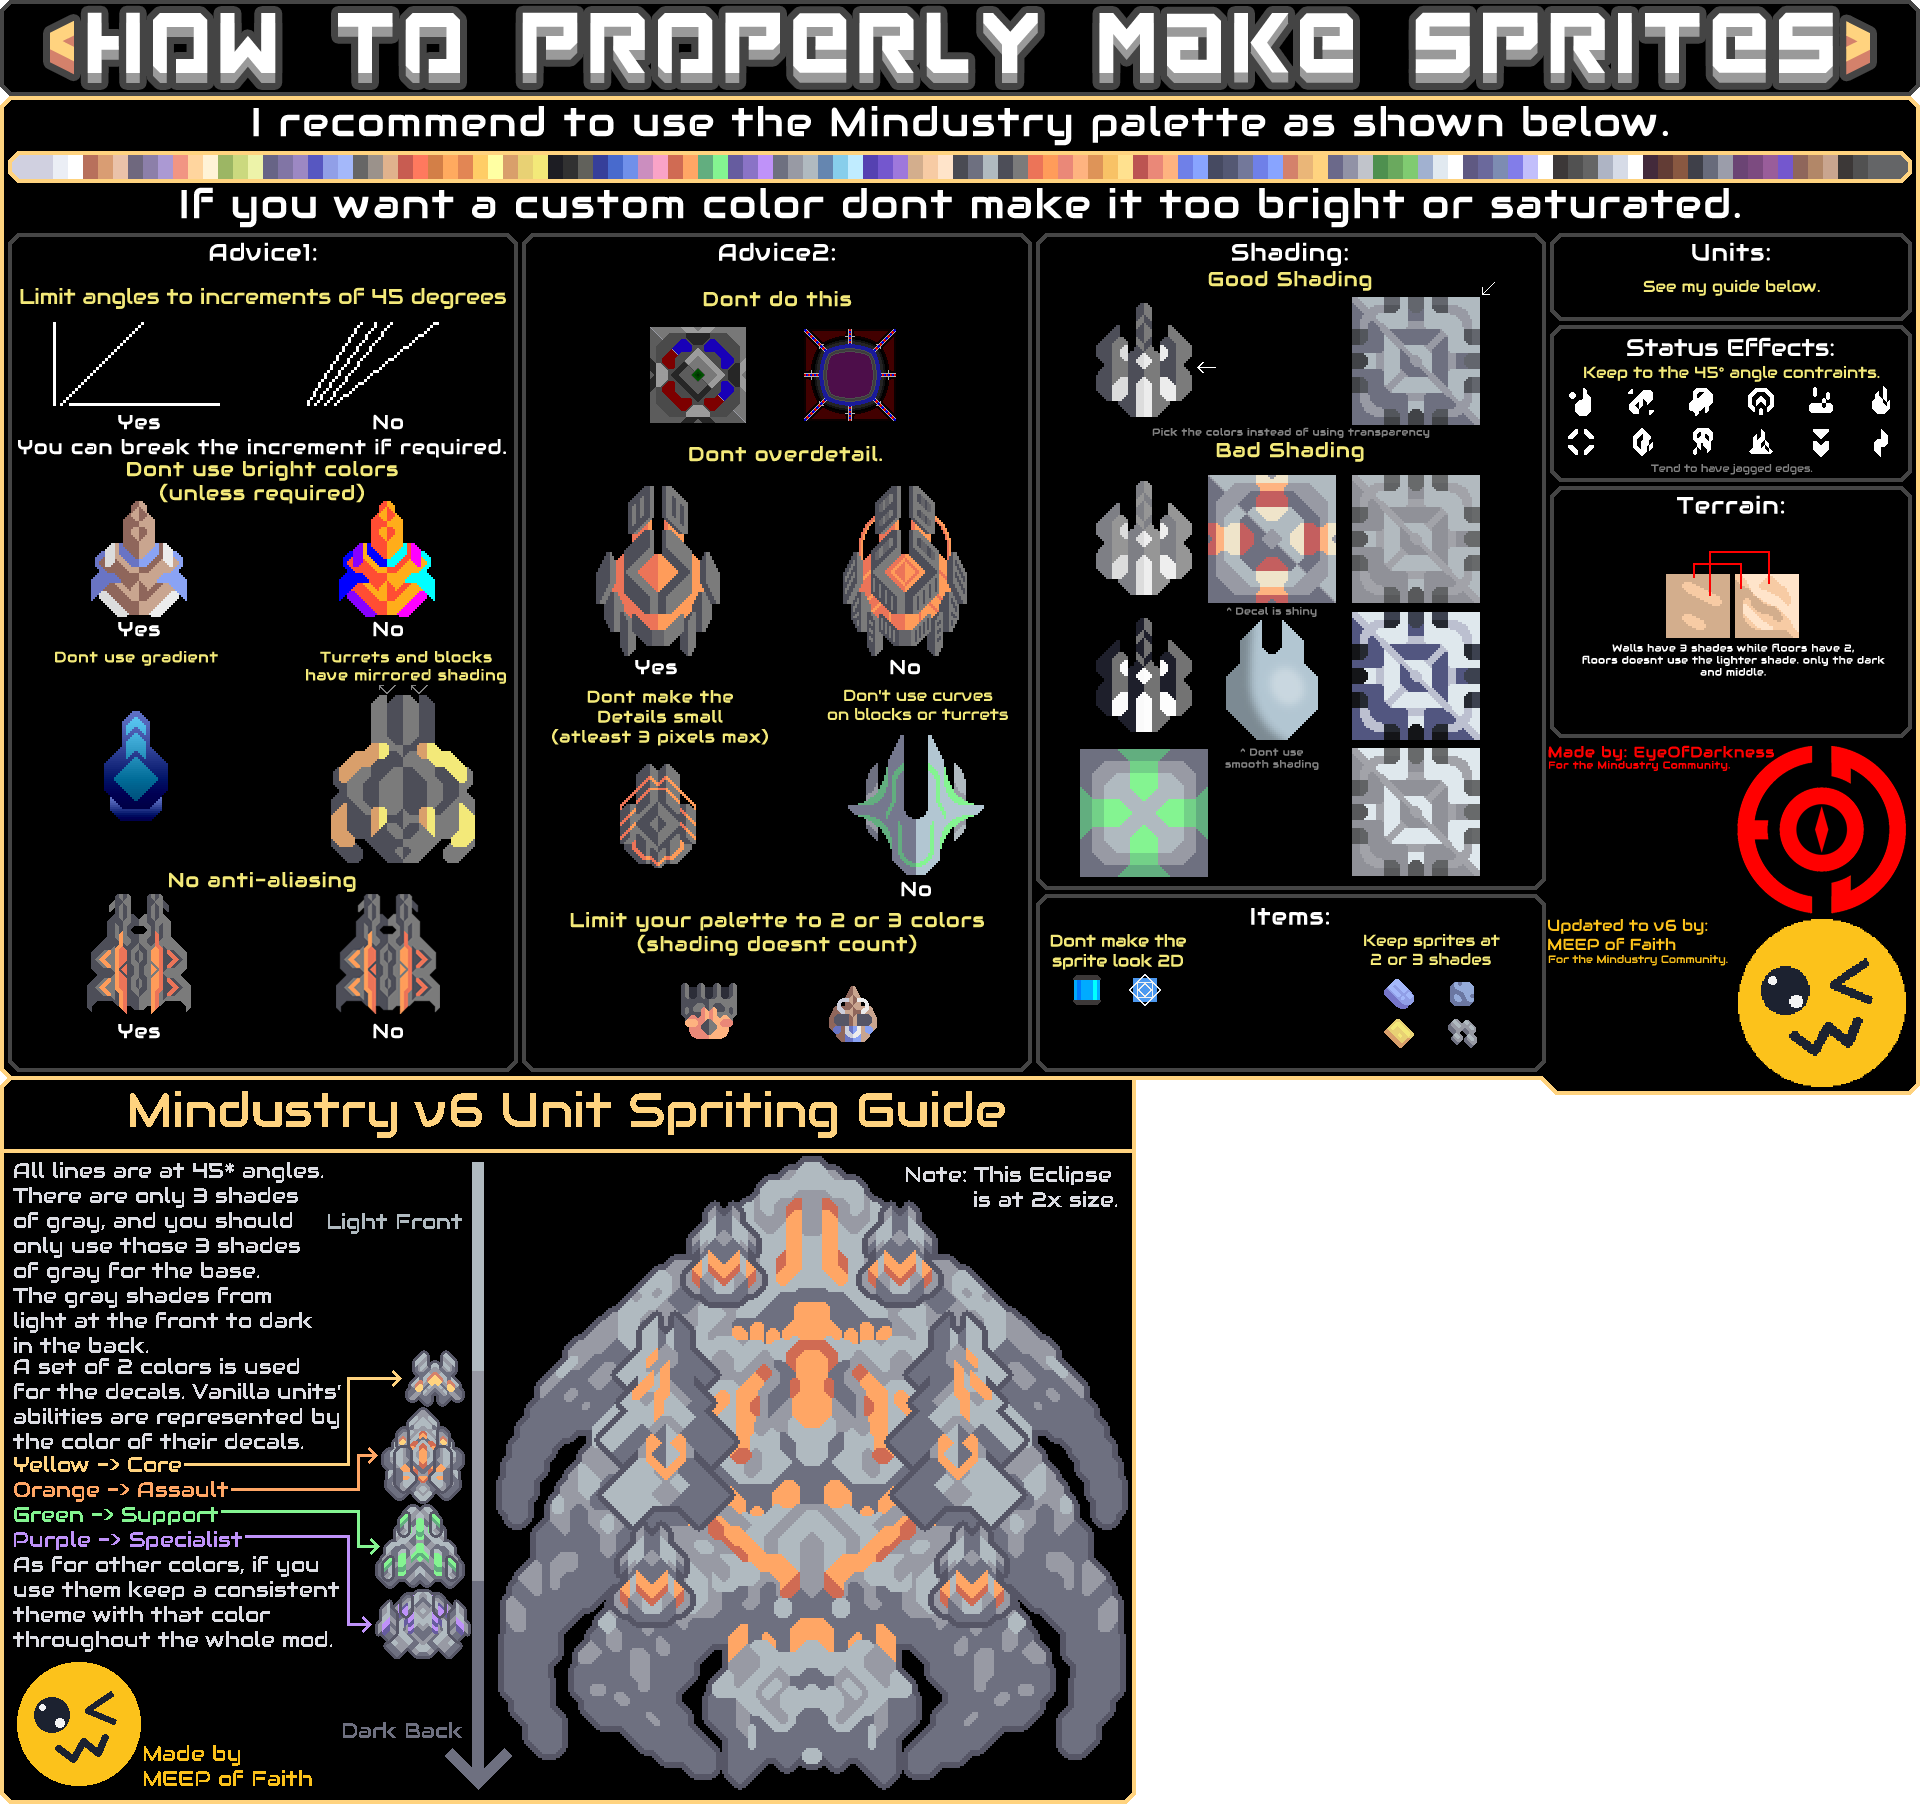 <HOW TO PROPERLY MAKE SPRITES>
I recommend to use the Mindustry palette as shown below.
If you want a custom color dont make it too bright or saturated.
Advice1:
Limit angles to increments of 45 degrees
Yes
No
You can break the increment if required.
Dont use bright colors
(unless required)
Yes
No
Dont use gradient
Turrets and blocks
have mirrored shading
No anti-aliasing
Yes
No
Advice2:
Dont do this
Dont overdetail.
Yes
No
Dont make the
Details small
(atleast 3 pixels max)
Don't use curves
on blocks or turrets
No
Limit your palette to 2 or 3 colors
(shading doesnt count)
Shading:
Good Shading
Pick the colors instead of using transparency
Bad Shading
^ Decal is shiny
^ Dont use
smooth shading
Items:
Dont make the
sprite look 2D
Keep sprites at
2 or 3 shades
Units:
See my guide below.
Status Effects:
Keep to the 45° angle contraints.
Tend to have jagged edges.
Terrain:
Walls have 3 shades while floors have 2,
floors doesnt use the lighter shade. only the dark
and middle.
Made by: EyeOfDarkness
For the Mindustry Community.
Updated to v6 by:
MEEP of Faith
For the Mindustry Community.
Mindustry v6 Unit Spriting Guide
All lines are at 45* angles.
There are only 3 shades
of gray, and you should
only use those 3 shades
of gray for the base.
The gray shades from
light at the front to dark
in the back.
A set of 2 colors is used
for the decals. Vanilla units'
abilities are represented by
the color of their decals.
Yellow -> Core
Orange -> Assault
Green -> Support
Purple -> Specialist
As for other colors, if you
use them keep a consistent
theme with that color
throughout the whole mod.
Made by
MEEP of Faith
Light Front
Dark Back
Note: This Eclipse
is at 2x size.